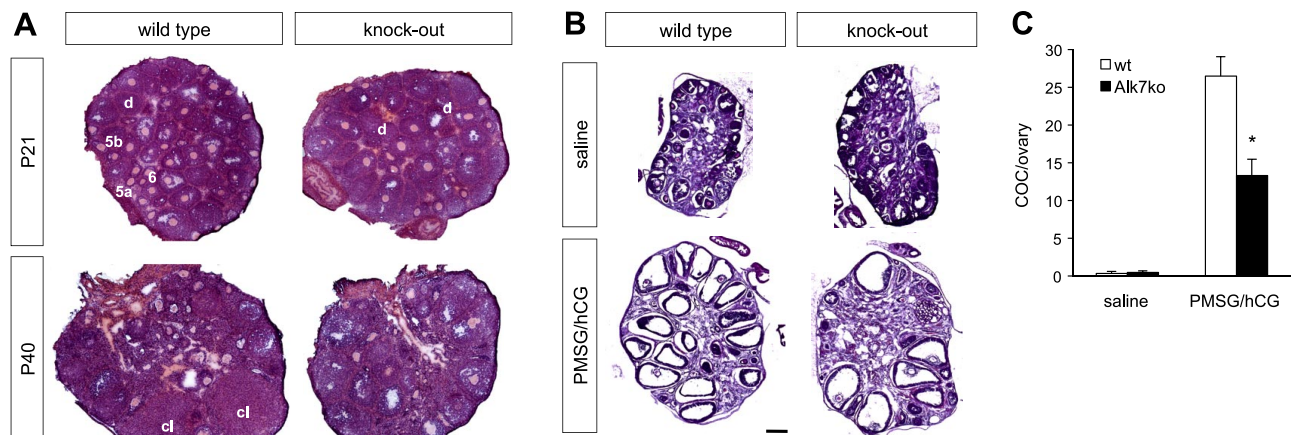 A
wild type
knock-out
P21
d
5b
6
5a
d
d
P40
cl
cl
B
wild type
knock-out
saline
PMSG/hCG
C
30
25
20
15
10
5
0
COC/ovary
wt
Alk7ko
*
saline
PMSG/hCG